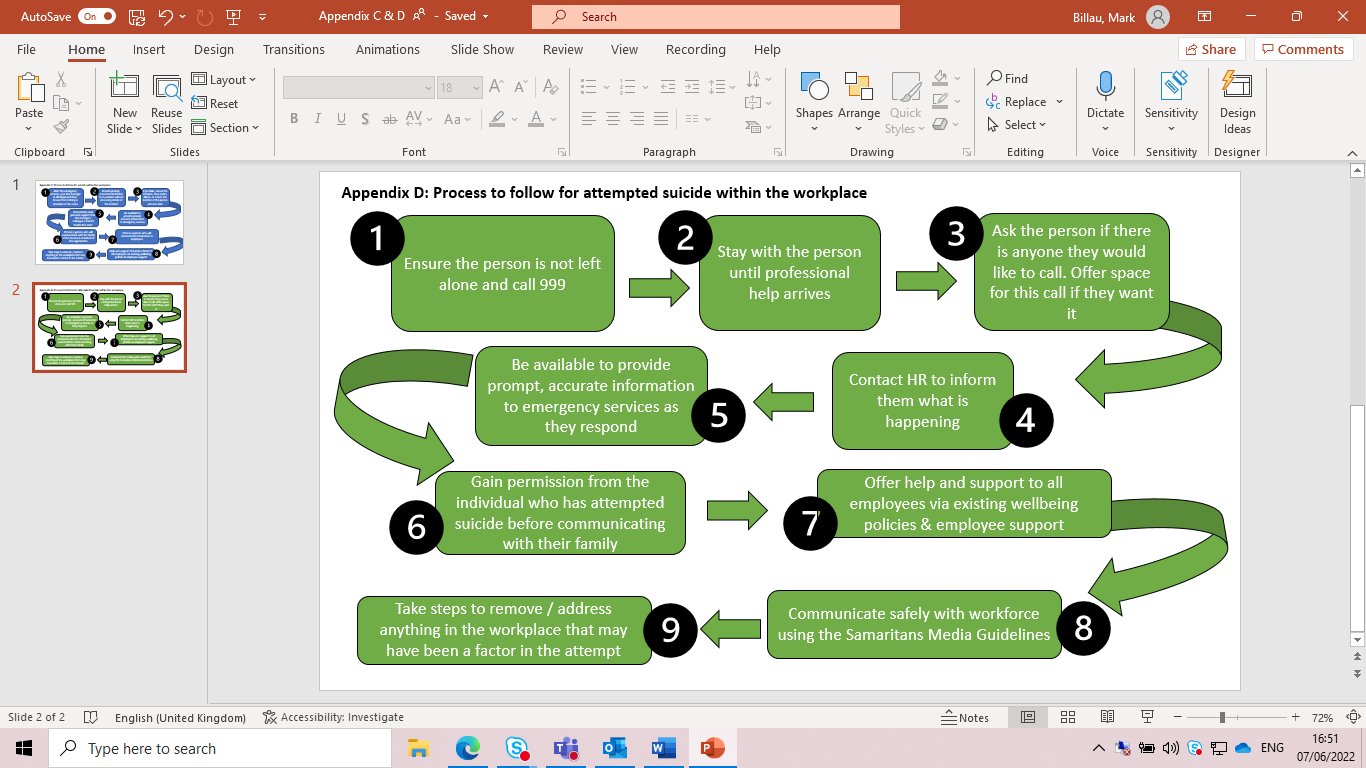 AutoSave On Appendix C & D - Saved Search Billau, Mark
File Home Insert Design Transitions Animations Slide Show Review View Recording Help Share Comments
Paste
New Slide
Reuse Slides
Layout
Reset
Section
18
B I U S ab AV Aa A
Shapes Arrange Quick Styles
Find
Replace
Select
Dictate
Sensitivity
Design Ideas
Clipboard Slides Font Paragraph Drawing Editing Voice Sensitivity Designer
1
2
Appendix D: Process to follow for attempted suicide within the workplace
1
Ensure the person is not left
alone and call 999
2
Stay with the person
until professional
help arrives
3
Ask the person if there
is anyone they would
like to call. Offer space
for this call if they want
it
4
Contact HR to inform
them what is
happening
5
Be available to provide
prompt, accurate information
to emergency services as
they respond
6
Gain permission from the
individual who has attempted
suicide before communicating
with their family
7
Offer help and support to all
employees via existing wellbeing
policies & employee support
8
Communicate safely with workforce
using the Samaritans Media Guidelines
9
Take steps to remove / address
anything in the workplace that may
have been a factor in the attempt
Slide 2 of 2 English (United Kingdom) Accessibility: Investigate Notes 72%
Type here to search
ENG
16:51
07/06/2022